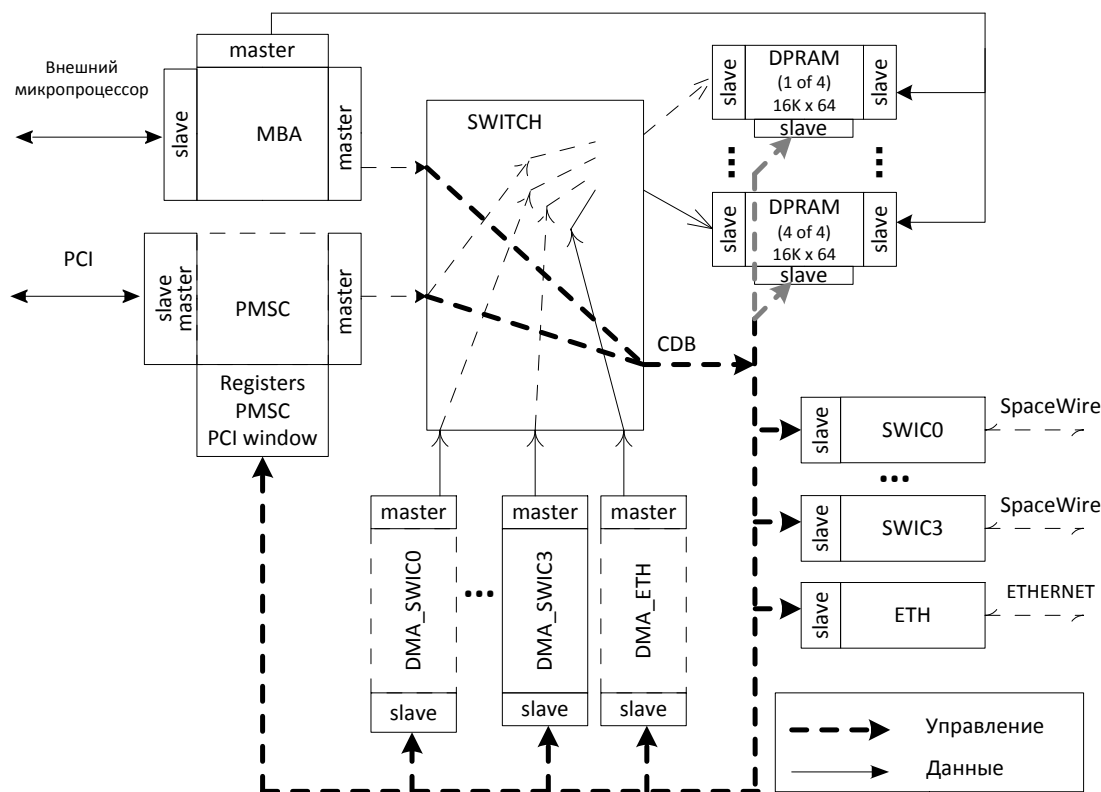 master
Внешний
микропроцессор
slave
MBA
master
SWITCH
slave
DPRAM
(1 of 4)
16K x 64
slave
slave
slave
DPRAM
(4 of 4)
16K x 64
slave
slave
PCI
slave
master
PMSC
master
Registers
PMSC
PCI window
CDB
slave
SWIC0
SpaceWire
slave
SWIC3
SpaceWire
slave
ETH
ETHERNET
master
DMA_SWIC0
slave
master
DMA_SWIC3
slave
master
DMA_ETH
slave
Управление
Данные